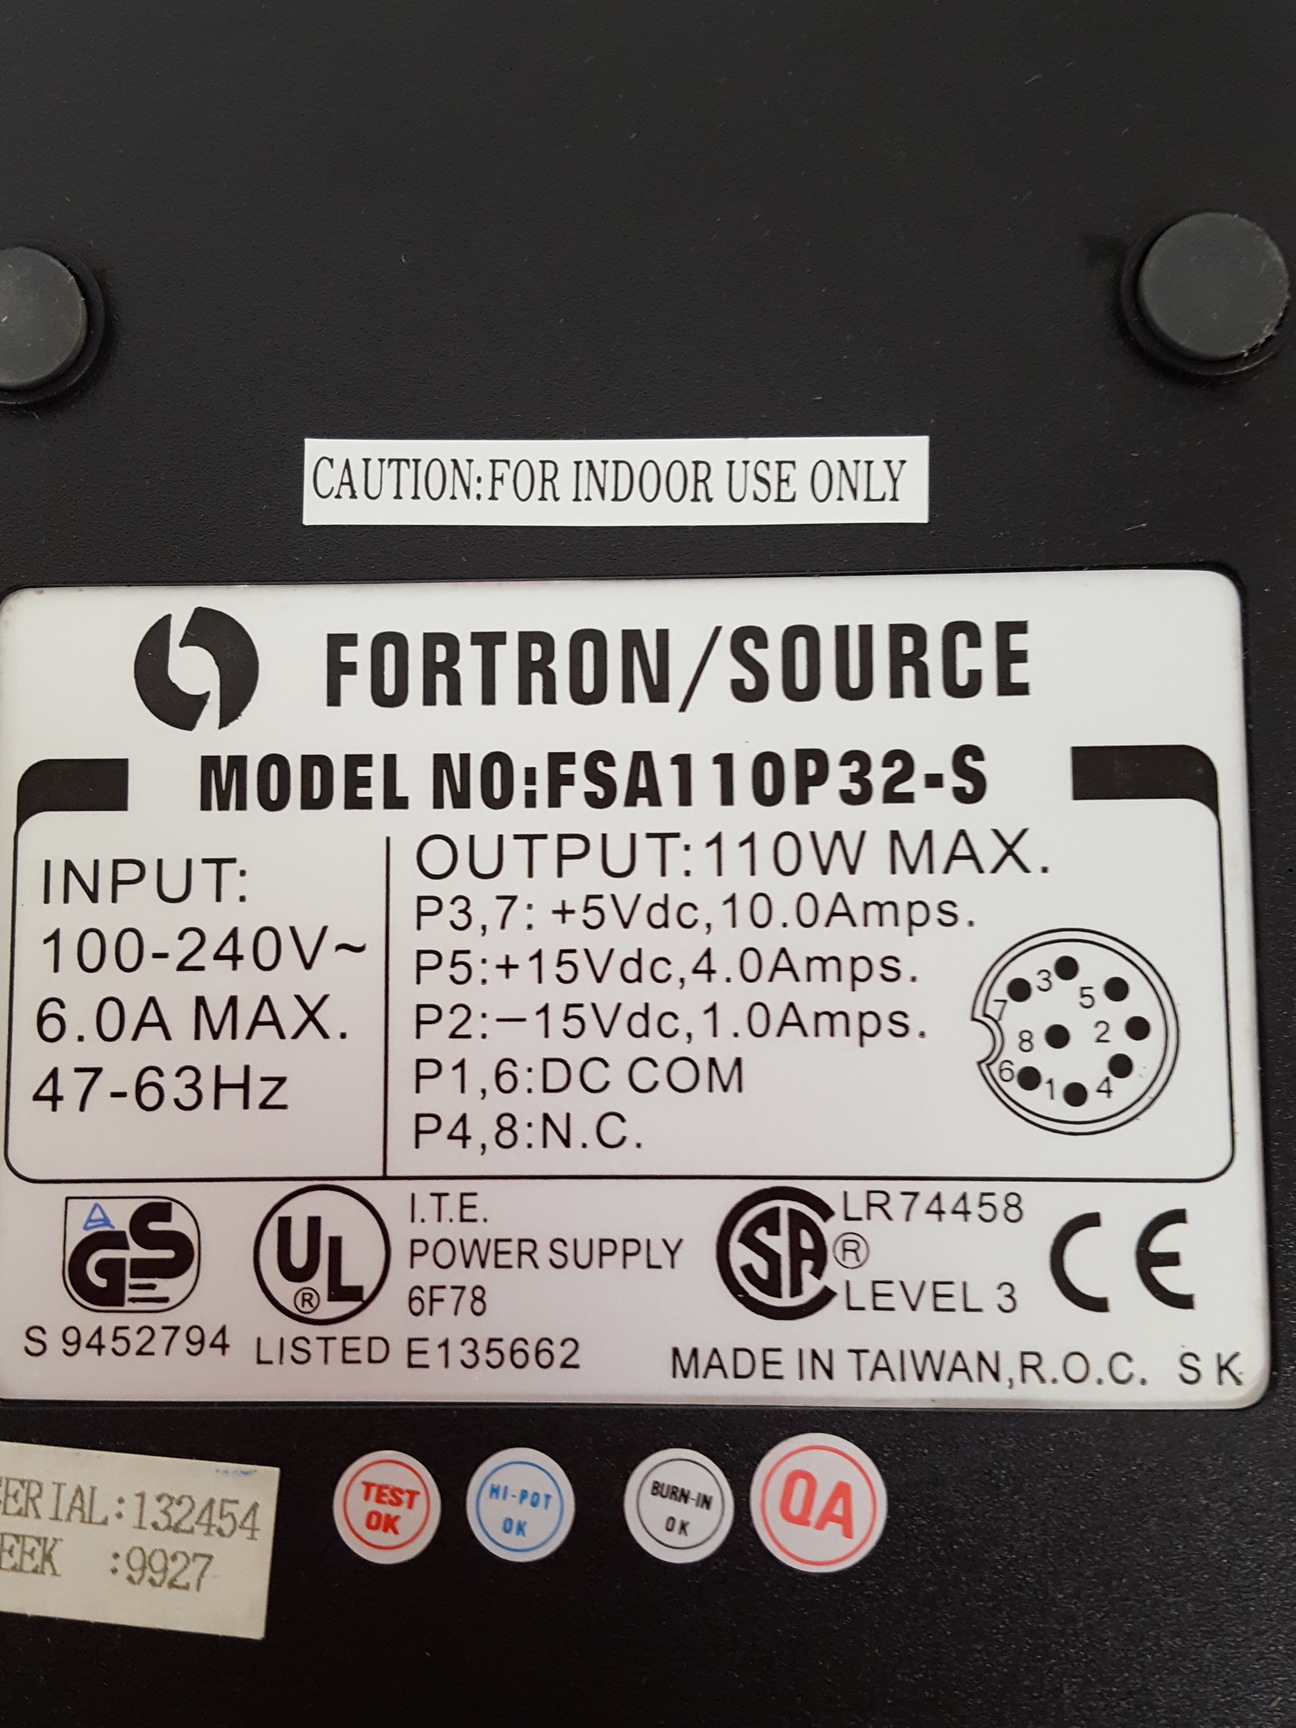 CAUTION:FOR INDOOR USE ONLY
FORTRON/SOURCE
MODEL NO:FSA110P32-S
INPUT:
100-240V~
6.0A MAX.
47-63Hz
OUTPUT:110W MAX.
P3,7: +5Vdc,10.0Amps.
P5:+15Vdc,4.0Amps.
P2:−15Vdc,1.0Amps.
P1,6:DC COM
P4,8:N.C.
3
7
5
8
2
6
1
4
GS
S 9452794
UL
®
LISTED E135662
I.T.E.
POWER SUPPLY
6F78
SA
®
LR74458
LEVEL 3
CE
MADE IN TAIWAN,R.O.C. S K
SERIAL:132454
EEK :9927
TEST
OK
HI-POT
OK
BURN-IN
OK
QA